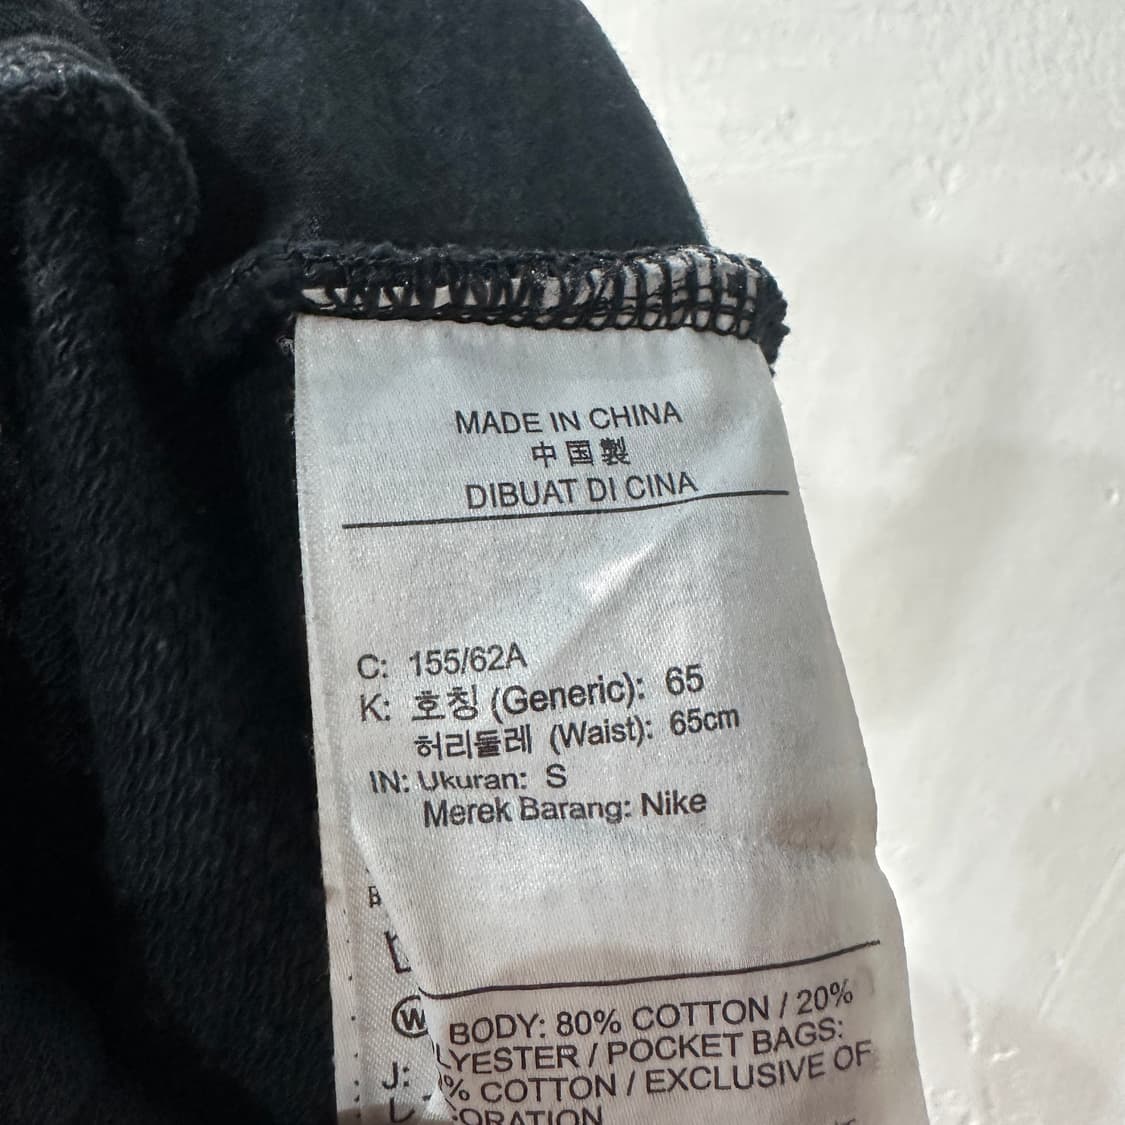 MADE IN CHINA
中国製
DIBUAT DI CINA
C: 155/62A
K: 호칭 (Generic): 65
허리둘레 (Waist): 65cm
IN: Ukuran: S
Merek Barang: Nike
W
BODY: 80% COTTON / 20%
LYESTER / POCKET BAGS:
J:
% COTTON / EXCLUSIVE OF
ORATION